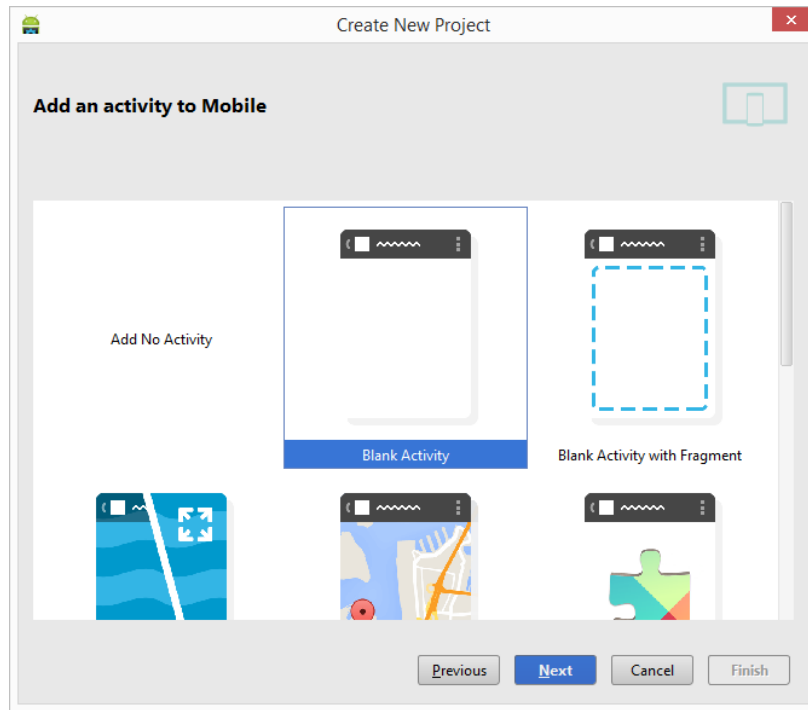 Create New Project
Add an activity to Mobile
Add No Activity
Blank Activity
Blank Activity with Fragment
Previous
Next
Cancel
Finish